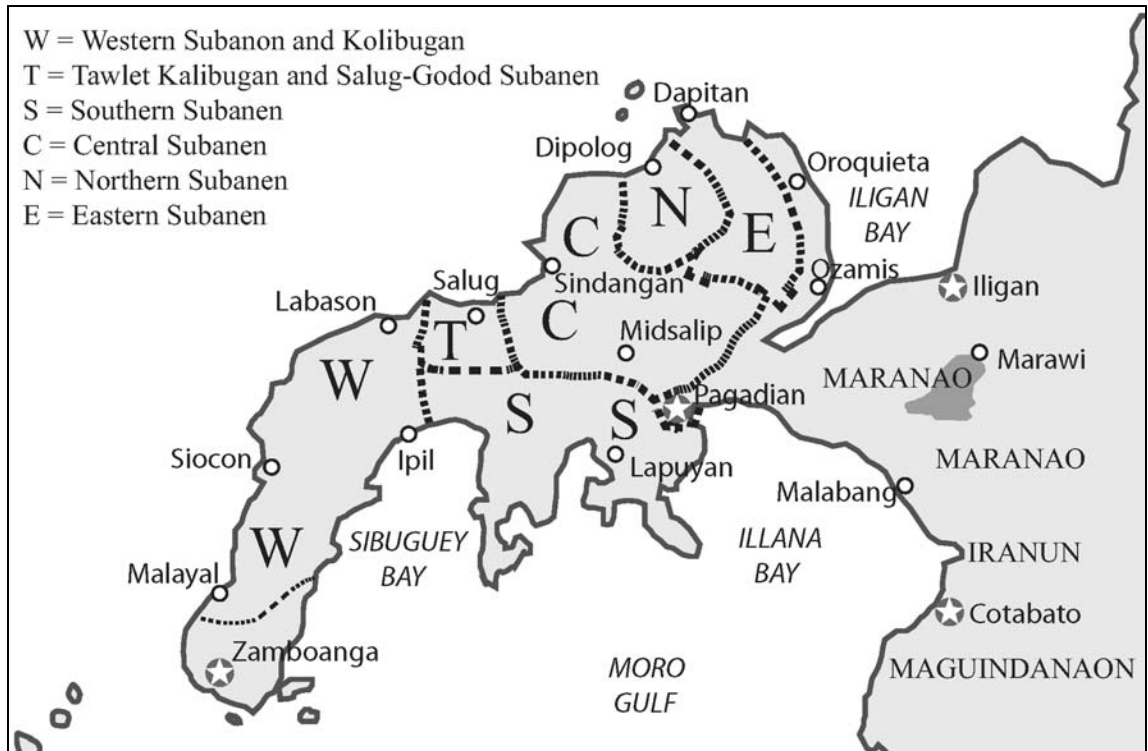 W = Western Subanon and Kolibugan
T = Tawlet Kalibugan and Salug-Godod Subanen
S = Southern Subanen
C = Central Subanen
N = Northern Subanen
E = Eastern Subanen
Dapitan
Dipolog
Oroquieta
N
ILIGAN
BAY
C
E
Sindangan
Ozamis
Salug
Iligan
Labason
C
T
Midsalip
Marawi
W
MARANAO
Pagadian
S
S
Ipil
Siocon
Lapuyan
MARANAO
Malabang
W
SIBUGUEY
BAY
ILLANA
BAY
IRANUN
Malayal
Cotabato
Zamboanga
MORO
GULF
MAGUINDANAON